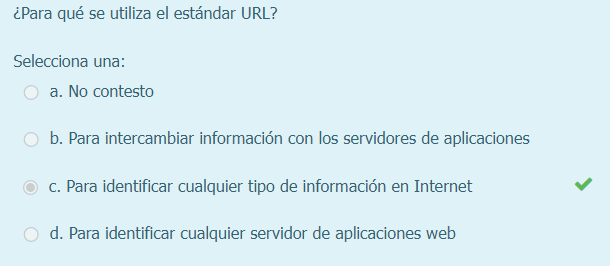 ¿Para qué se utiliza el estándar URL?
Selecciona una:
a. No contesto
b. Para intercambiar información con los servidores de aplicaciones
c. Para identificar cualquier tipo de información en Internet
d. Para identificar cualquier servidor de aplicaciones web